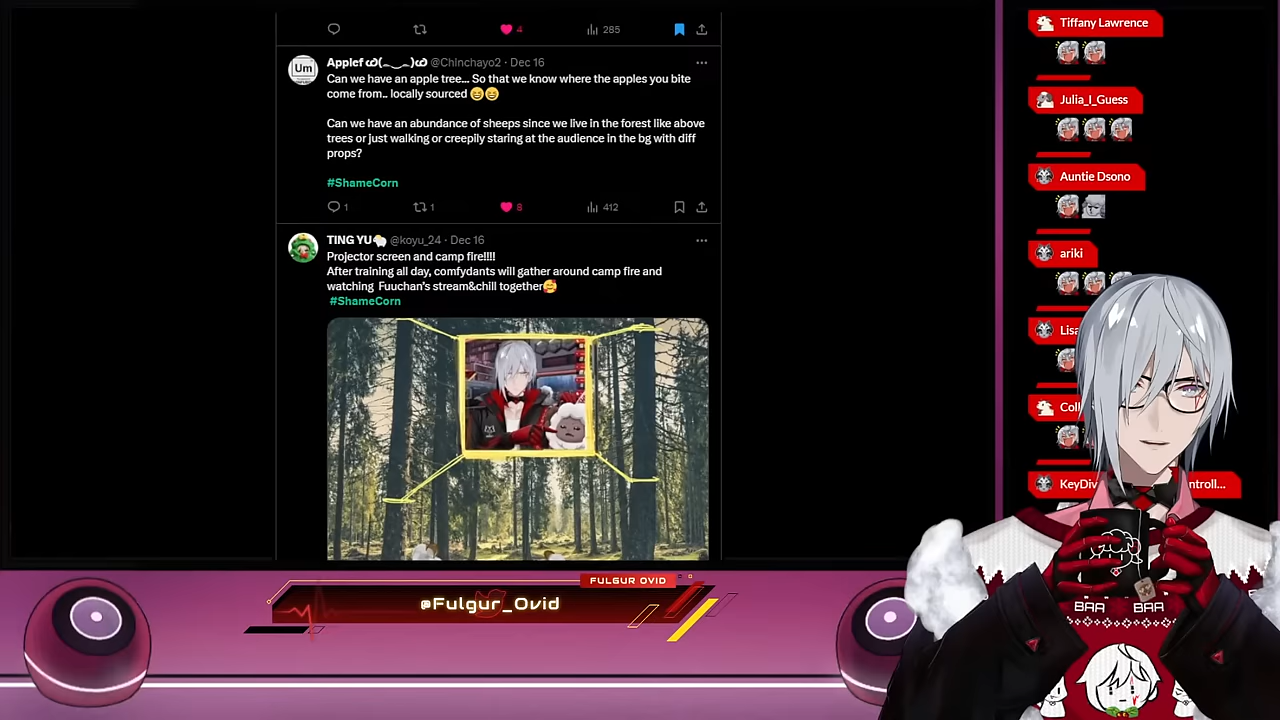 4
285
Applef @Chinchayo2 · Dec 16
Um
Can we have an apple tree... So that we know where the apples you bite
come from.. locally sourced 😄😄
Can we have an abundance of sheeps since we live in the forest like above
trees or just walking or creepily staring at the audience in the bg with diff
props?
#ShameCorn
1
1
8
412
TING YU🐑 @koyu_24 · Dec 16
Projector screen and camp fire!!!!
After training all day, comfydants will gather around camp fire and
watching Fuuchan's stream&chill together🥰
#ShameCorn
FULGUR OVID
@Fulgur_Ovid
Tiffany Lawrence
Julia_I_Guess
Auntie Dsono
ariki
Lisa
Coll
KeyDiv
ntroll...
BAA BAA